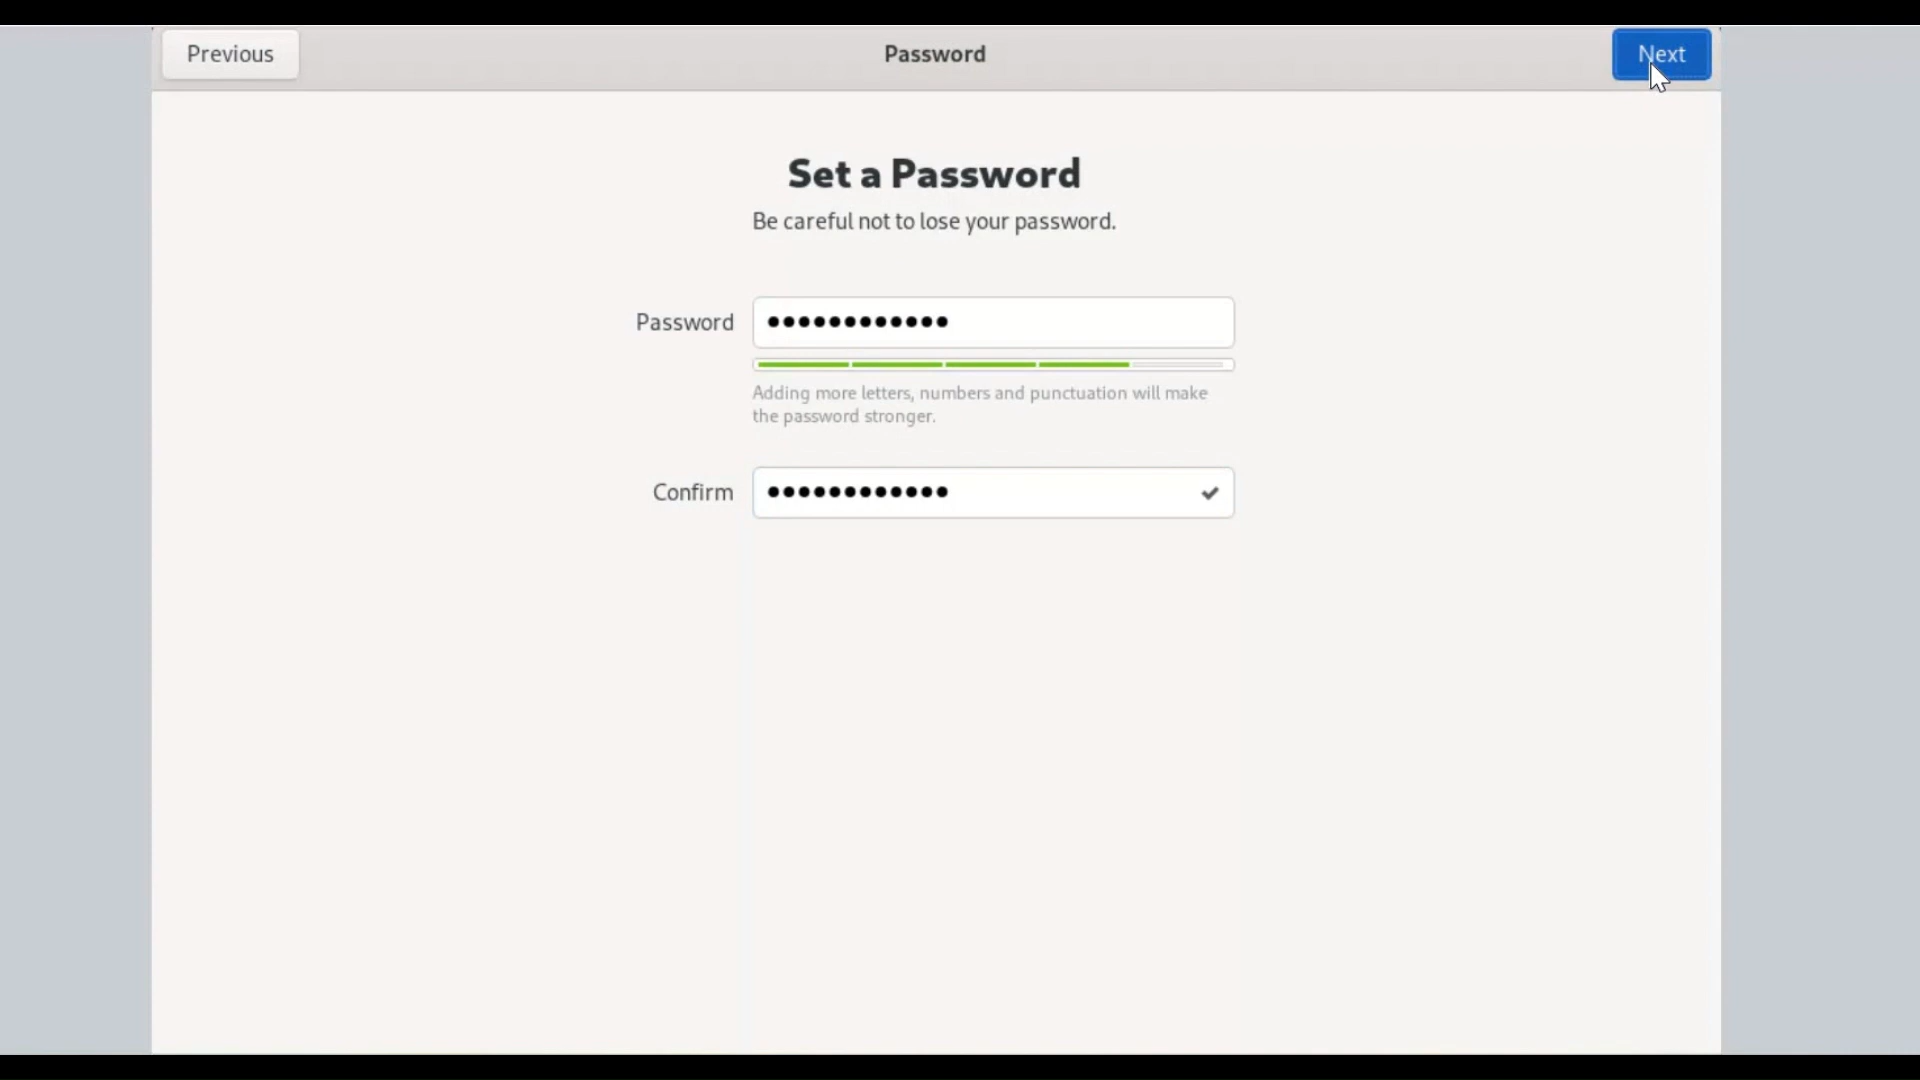 Previous
Password
Next
Set a Password
Be careful not to lose your password.
Password
●●●●●●●●●●●●
Adding more letters, numbers and punctuation will make
the password stronger.
Confirm
●●●●●●●●●●●●